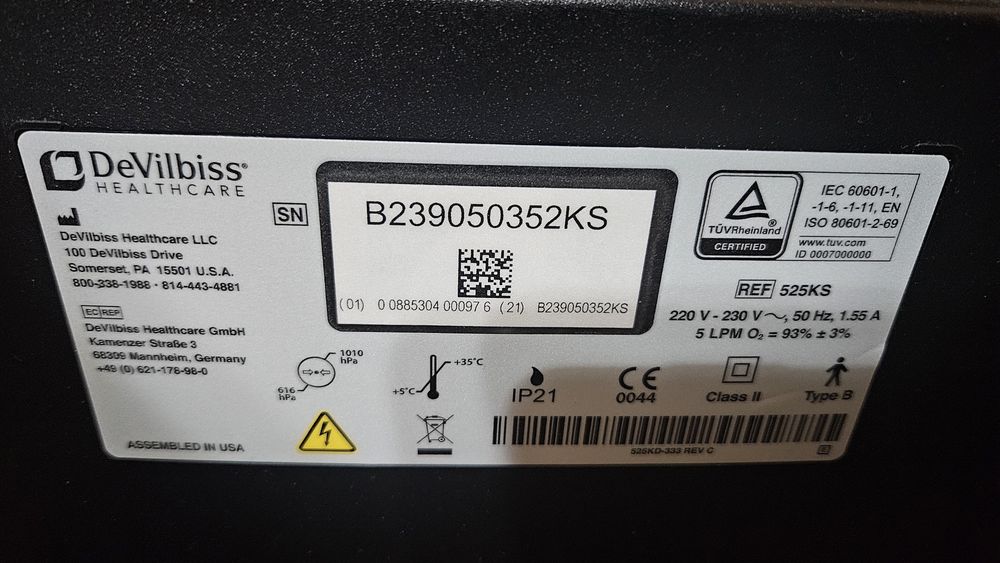 DeVilbiss®
HEALTHCARE
DeVilbiss Healthcare LLC
100 DeVilbiss Drive
Somerset, PA 15501 U.S.A.
800-338-1988 · 814-443-4881
EC REP
DeVilbiss Healthcare GmbH
Kamenzer Straße 3
68309 Mannheim, Germany
+49 (0) 621-178-98-0
ASSEMBLED IN USA
SN
B239050352KS
(01) 0 0885304 00097 6 (21) B239050352KS
1010
hPa
616
hPa
+35°C
+5°C
TÜVRheinland
CERTIFIED
IEC 60601-1,
-1-6, -1-11, EN
ISO 80601-2-69
www.tuv.com
ID 0007000000
REF 525KS
220 V - 230 V ~, 50 Hz, 1.55 A
5 LPM O₂ = 93% ± 3%
IP21
CE
0044
Class II
Type B
525KD-333 REV C
E